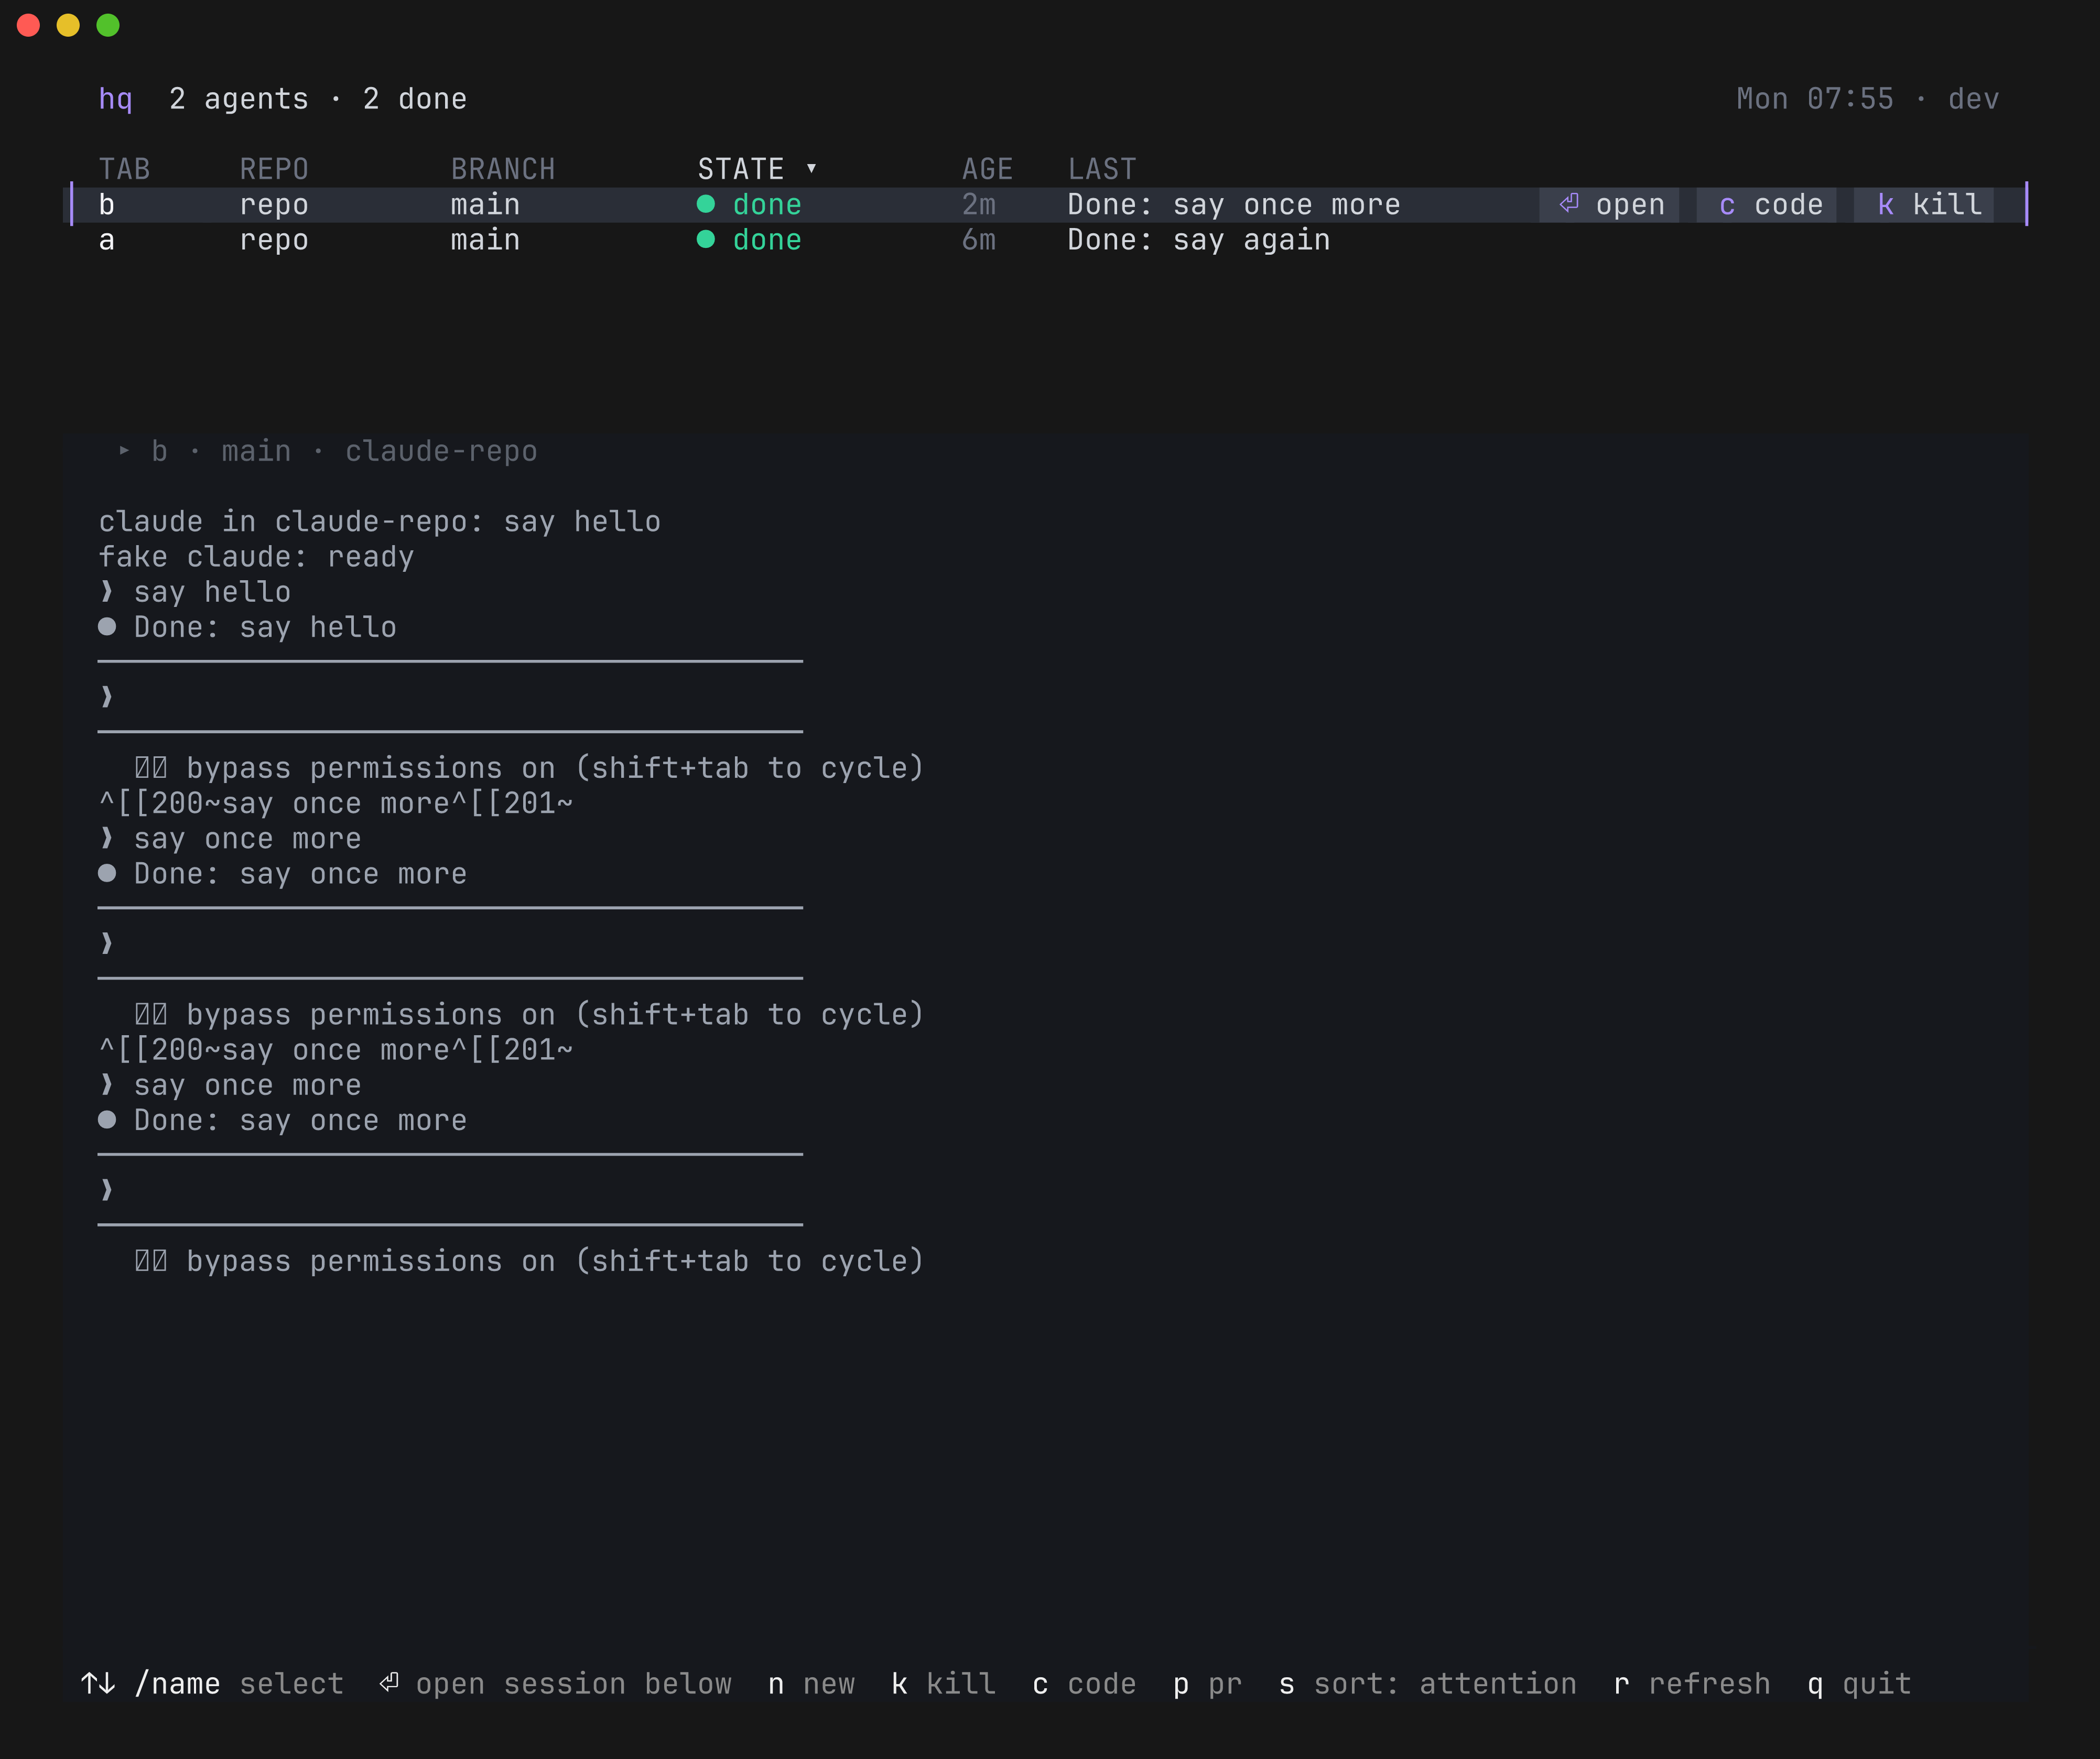 hq 2 agents · 2 done Mon 07:55 · dev
TAB REPO BRANCH STATE ▾ AGE LAST
b repo main ● done 2m Done: say once more ⏎ open c code k kill
a repo main ● done 6m Done: say again
▸ b · main · claude-repo
claude in claude-repo: say hello
fake claude: ready
❯ say hello
● Done: say hello
❯
bypass permissions on (shift+tab to cycle)
^[[200~say once more^[[201~
❯ say once more
● Done: say once more
❯
bypass permissions on (shift+tab to cycle)
^[[200~say once more^[[201~
❯ say once more
● Done: say once more
❯
bypass permissions on (shift+tab to cycle)
↑↓ /name select ⏎ open session below n new k kill c code p pr s sort: attention r refresh q quit